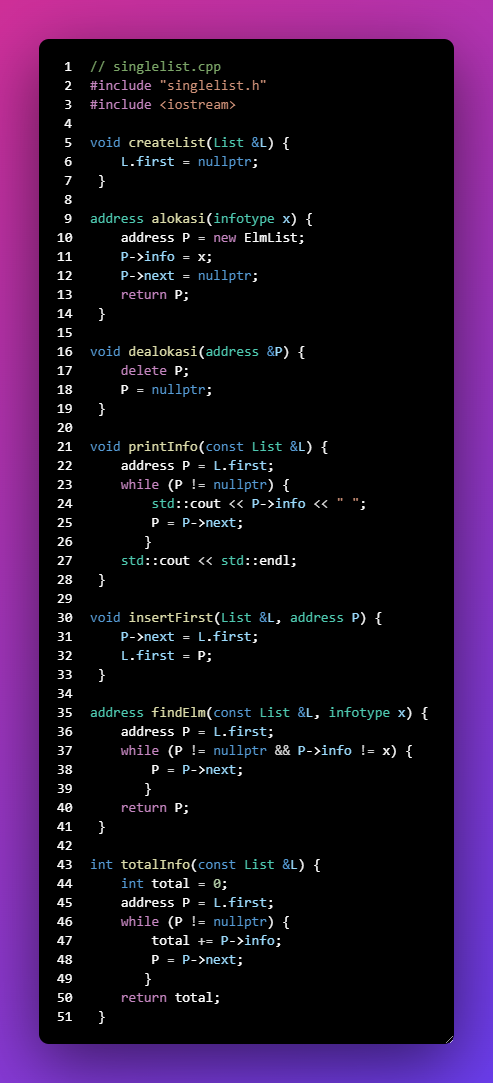 1 // singlelist.cpp
2 #include "singlelist.h"
3 #include <iostream>
4
5 void createList(List &L) {
6     L.first = nullptr;
7  }
8
9 address alokasi(infotype x) {
10     address P = new ElmList;
11     P->info = x;
12     P->next = nullptr;
13     return P;
14  }
15
16 void dealokasi(address &P) {
17     delete P;
18     P = nullptr;
19  }
20
21 void printInfo(const List &L) {
22     address P = L.first;
23     while (P != nullptr) {
24         std::cout << P->info << " ";
25         P = P->next;
26        }
27     std::cout << std::endl;
28  }
29
30 void insertFirst(List &L, address P) {
31     P->next = L.first;
32     L.first = P;
33  }
34
35 address findElm(const List &L, infotype x) {
36     address P = L.first;
37     while (P != nullptr && P->info != x) {
38         P = P->next;
39        }
40     return P;
41  }
42
43 int totalInfo(const List &L) {
44     int total = 0;
45     address P = L.first;
46     while (P != nullptr) {
47         total += P->info;
48         P = P->next;
49        }
50     return total;
51  }